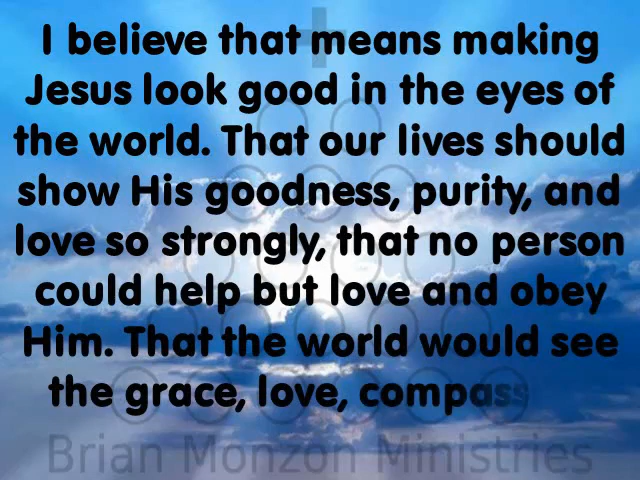 I believe that means making
Jesus look good in the eyes of
the world. That our lives should
show His goodness, purity, and
love so strongly, that no person
could help but love and obey
Him. That the world would see
the grace, love, compass
Brian Monzon Ministries